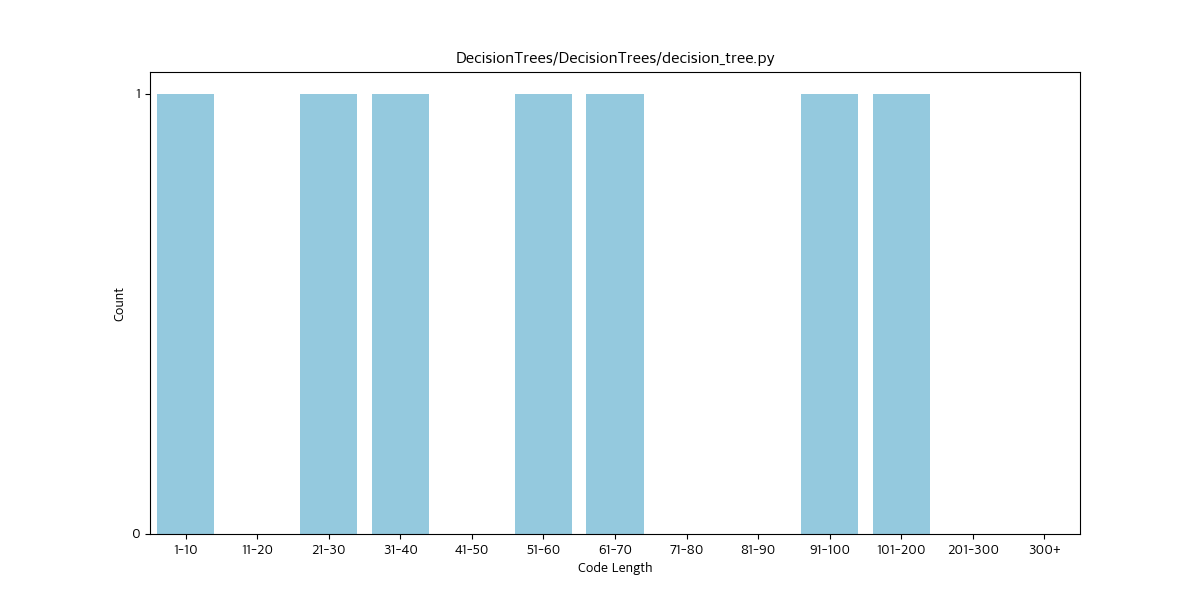 DecisionTrees/DecisionTrees/decision_tree.py
1
0
Count
1-10 11-20 21-30 31-40 41-50 51-60 61-70 71-80 81-90 91-100 101-200 201-300 300+
Code Length